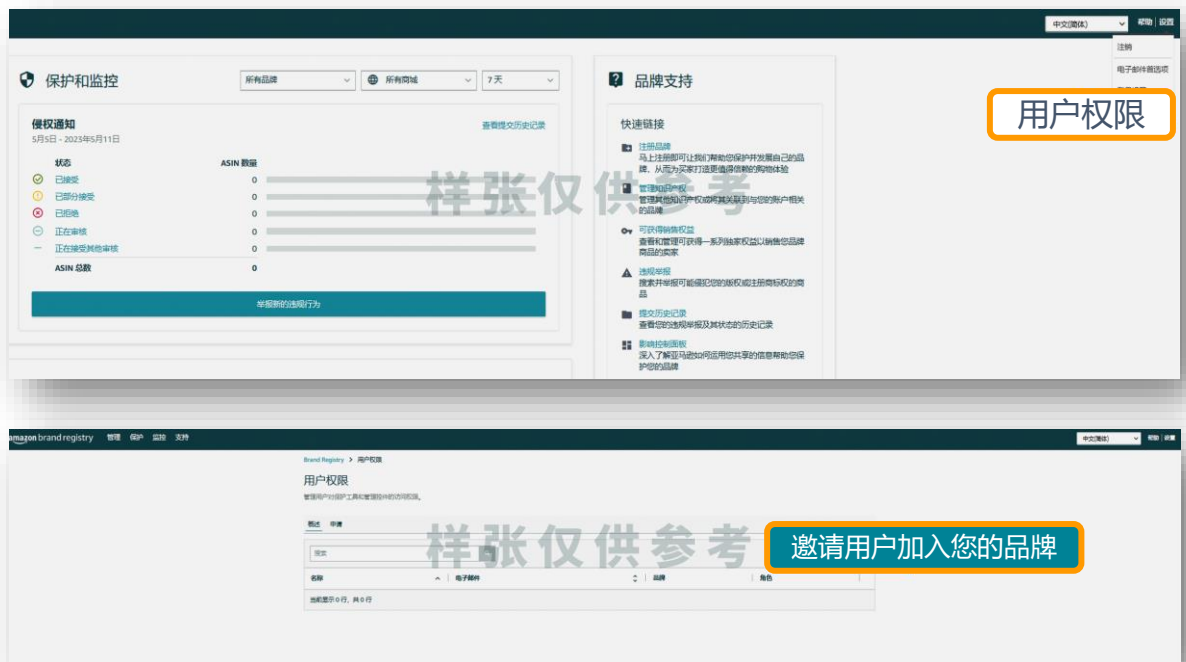 中文(简体)
帮助 | 设置
注销
电子邮件首选项
用户权限
保护和监控
所有品牌
所有商城
7天
侵权通知
5月5日 - 2023年5月11日
查看提交历史记录
状态
ASIN 数量
已接受
0
已部分接受
0
已拒绝
0
正在审核
0
正在接受其他审核
0
ASIN 总数
0
举报新的违规行为
品牌支持
快速链接
注册品牌
马上注册即可让我们帮助您保护并发展自己的品
牌，从而为买家打造更值得信赖的购物体验
管理知识产权
管理其他知识产权或将其关联到与您的账户相关
的品牌
可获得销售权益
查看和管理可获得一系列独家权益以销售您品牌
商品的卖家
违规举报
搜索并举报可能侵犯您的版权或注册商标权的商
品
提交历史记录
查看您的违规举报及其状态的历史记录
影响控制面板
深入了解亚马逊如何运用您共享的信息帮助您保
护您的品牌
样张仅供参考
amazon brand registry
管理
保护
监控
支持
中文(简体)
帮助 | 设置
Brand Registry > 用户权限
用户权限
管理用户对保护工具和管理控件的访问权限。
概述
申请
搜索
样张仅供参考
邀请用户加入您的品牌
名称
电子邮件
品牌
角色
当前显示 0 行，共 0 行